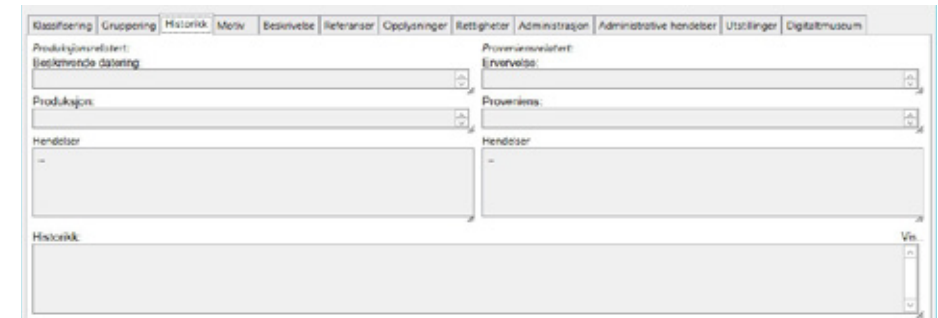 Klassifisering Gruppering Historikk Motiv Beskrivelse Referanser Opplysninger Rettigheter Administrasjon Administrative hendelser Utstillinger Digitaltmuseum
Produksjonsrelatert: Proveniensrelatert:
Beskrivende datering: Ervervelse:
Produksjon: Proveniens:
Hendelser Hendelser
– –
Historikk: Vis...